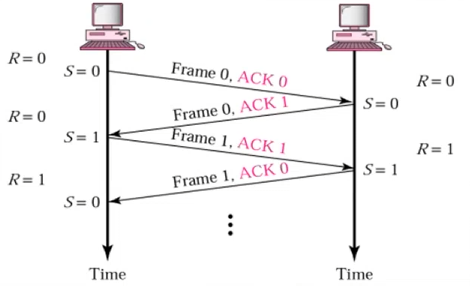 R = 0
S = 0
Frame 0, ACK 0
R = 0
Frame 0, ACK 1
S = 0
R = 0
S = 1
Frame 1, ACK 1
R = 1
S = 1
R = 1
Frame 1, ACK 0
S = 0
Time
Time